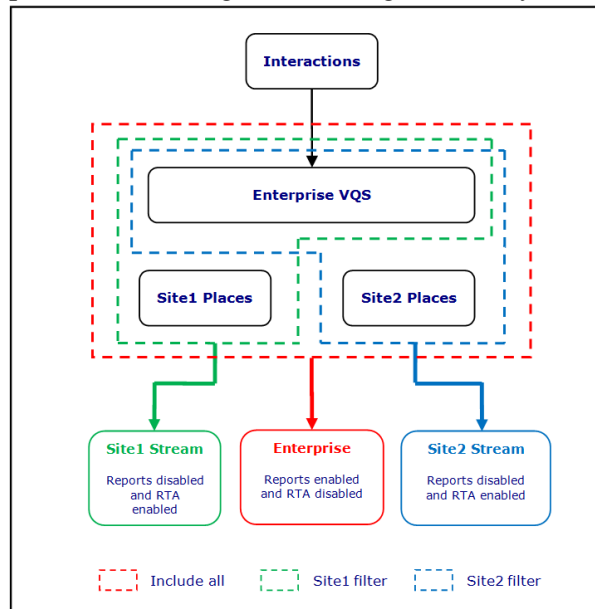 Interactions
Enterprise VQS
Site1 Places
Site2 Places
Site1 Stream
Reports disabled
and RTA
enabled
Enterprise
Reports enabled
and RTA disabled
Site2 Stream
Reports disabled
and RTA enabled
Include all
Site1 filter
Site2 filter